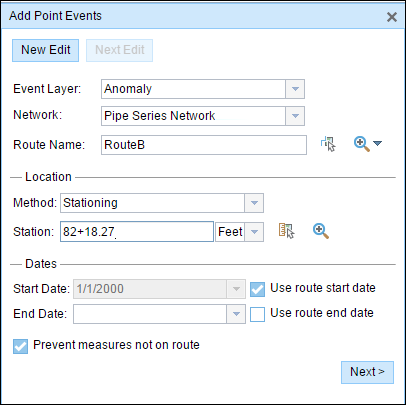 Add Point Events
New Edit Next Edit
Event Layer: Anomaly
Network: Pipe Series Network
Route Name: RouteB
Location
Method: Stationing
Station: 82+18.27 Feet
Dates
Start Date: 1/1/2000 Use route start date
End Date: Use route end date
Prevent measures not on route
Next >